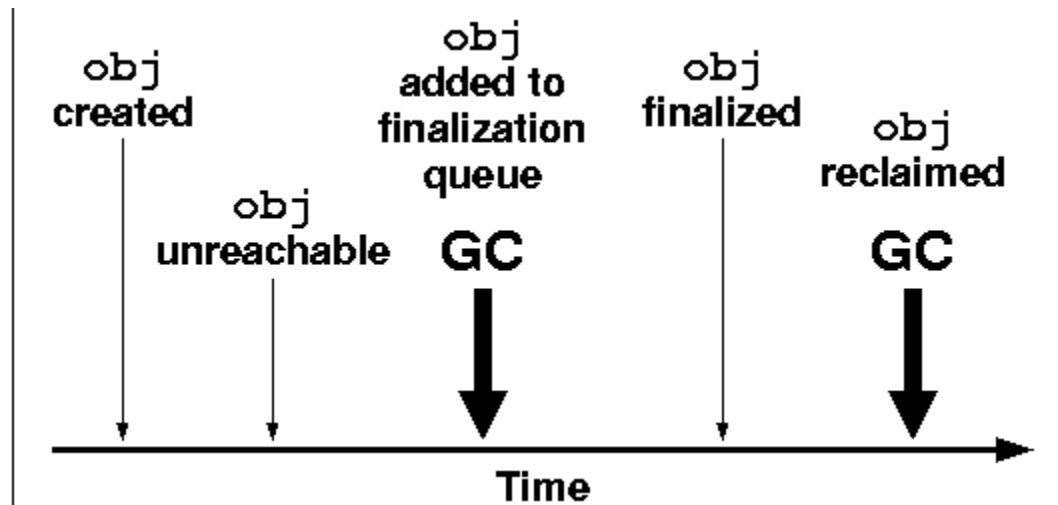 obj
created
obj
unreachable
obj
added to
finalization
queue
GC
obj
finalized
obj
reclaimed
GC
Time